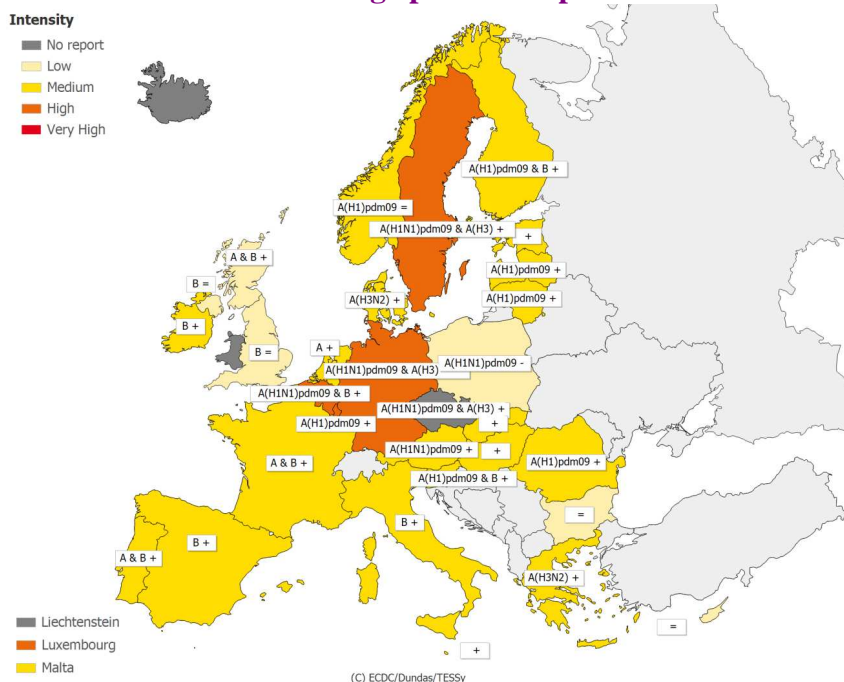 Intensity
No report
Low
Medium
High
Very High
A(H1)pdm09 & B +
A(H1)pdm09 =
A(H1N1)pdm09 & A(H3) +
+
A & B +
A(H1)pdm09 +
B =
A(H3N2) +
A(H1)pdm09 +
B +
A +
B =
A(H1N1)pdm09 -
A(H1N1)pdm09 & A(H3)
A(H1N1)pdm09 & B +
A(H1N1)pdm09 & A(H3) +
A(H1)pdm09 +
+
A(H1N1)pdm09 +
+
A & B +
A(H1)pdm09 +
A(H1)pdm09 & B +
=
B +
B +
A & B +
A(H3N2) +
=
+
Liechtenstein
Luxembourg
Malta
(C) ECDC/Dundas/TESSy